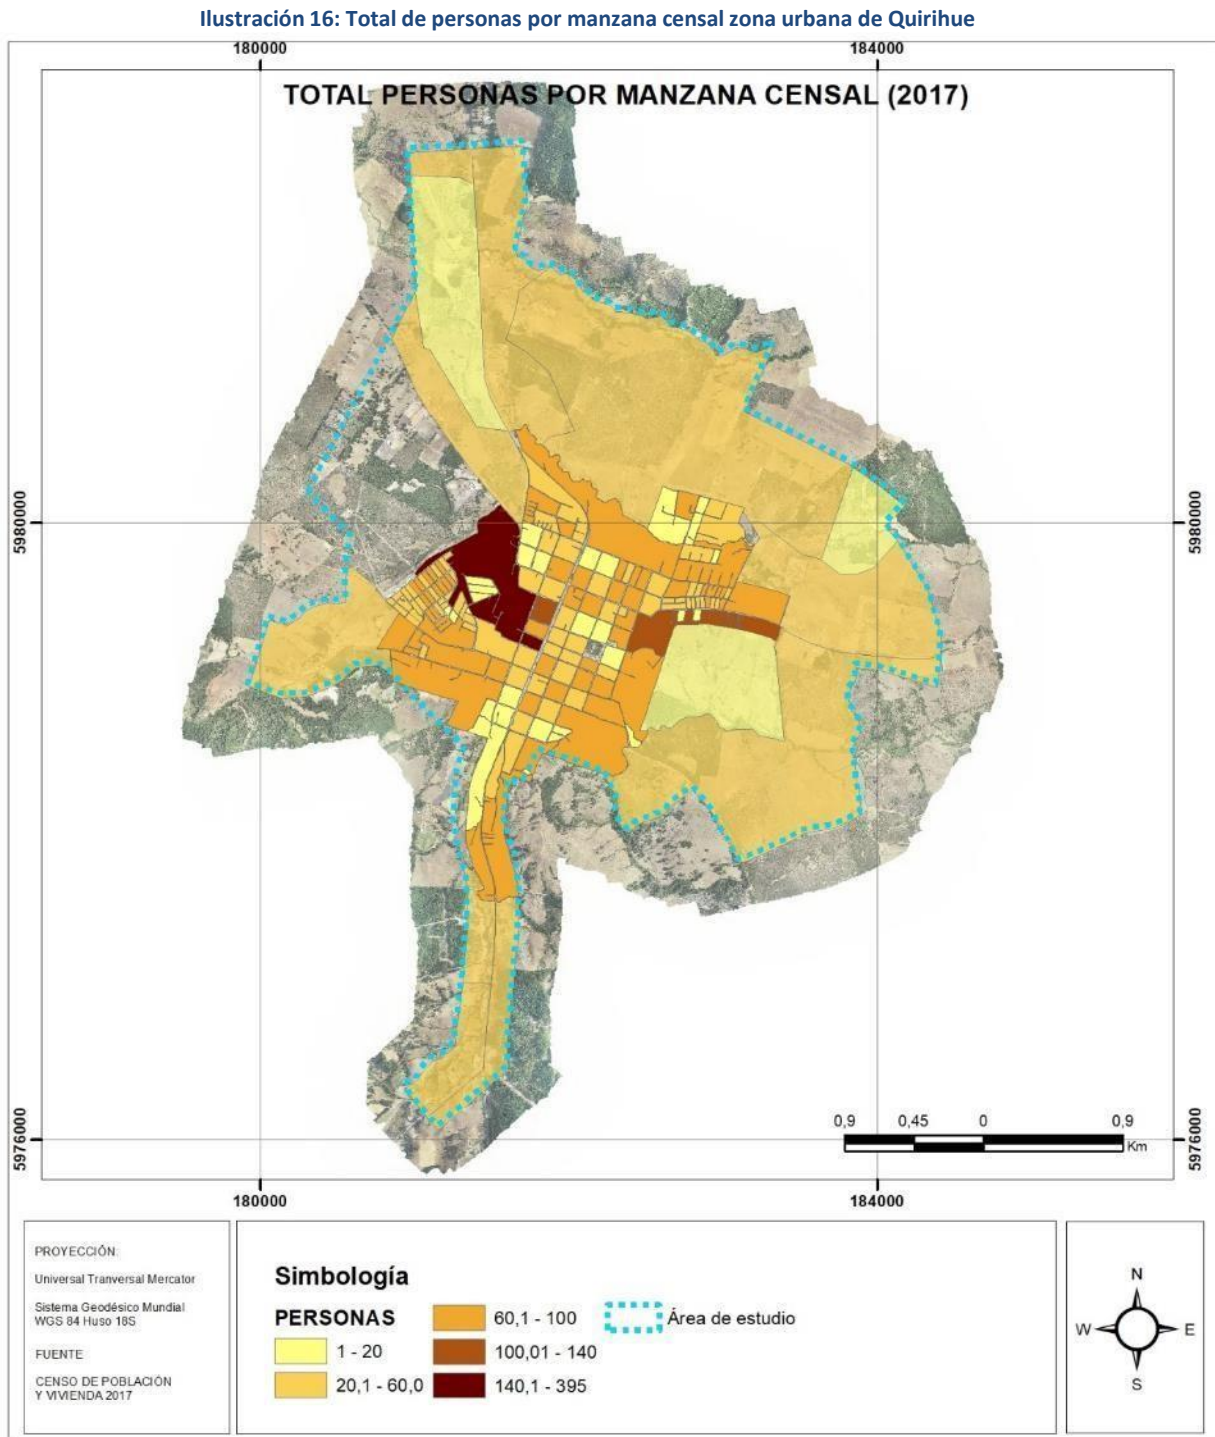 Ilustración 16: Total de personas por manzana censal zona urbana de Quirihue
180000
184000
TOTAL PERSONAS POR MANZANA CENSAL (2017)
5980000
5980000
5976000
5976000
0,9
0,45
0
0,9
Km
180000
184000
PROYECCIÓN:
Universal Tranversal Mercator
Sistema Geodésico Mundial
WGS 84 Huso 18S
FUENTE
CENSO DE POBLACIÓN
Y VIVIENDA 2017
Simbología
PERSONAS
1 - 20
20,1 - 60,0
60,1 - 100
100,01 - 140
140,1 - 395
Área de estudio
N
W
E
S